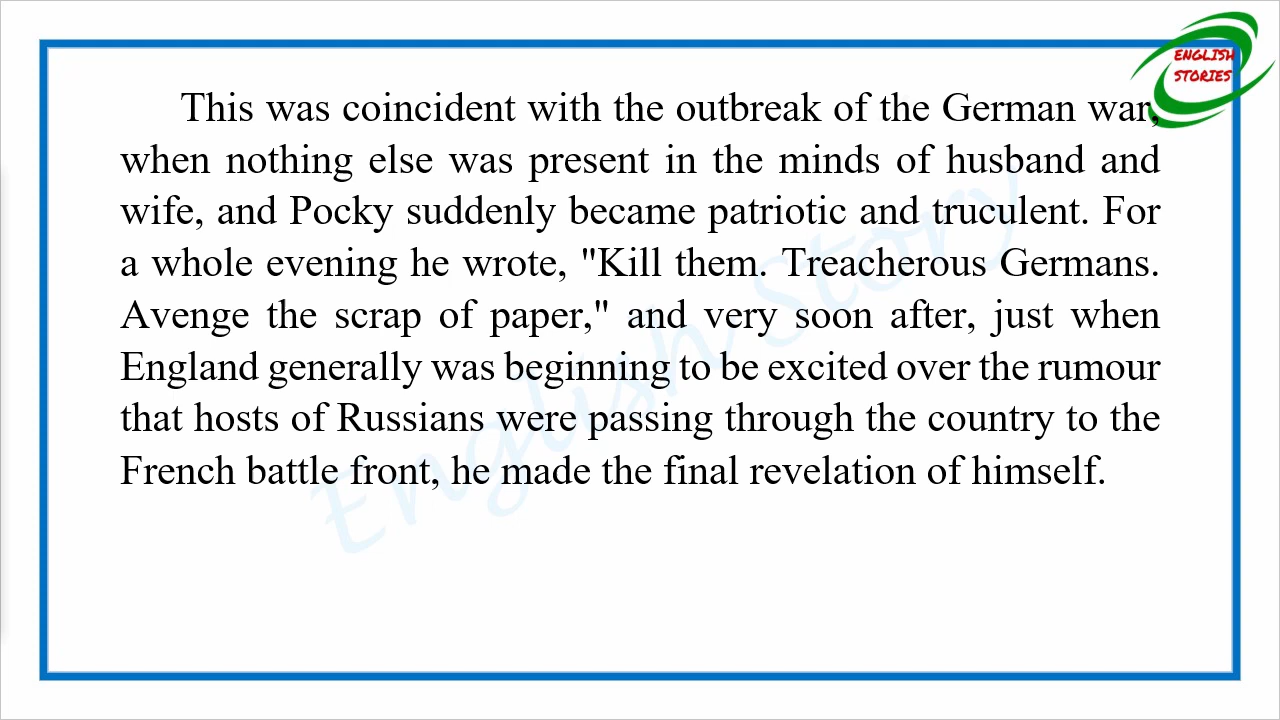 ENGLISH
STORIES
This was coincident with the outbreak of the German war,
when nothing else was present in the minds of husband and
wife, and Pocky suddenly became patriotic and truculent. For
a whole evening he wrote, "Kill them. Treacherous Germans.
Avenge the scrap of paper," and very soon after, just when
England generally was beginning to be excited over the rumour
that hosts of Russians were passing through the country to the
French battle front, he made the final revelation of himself.
English Story